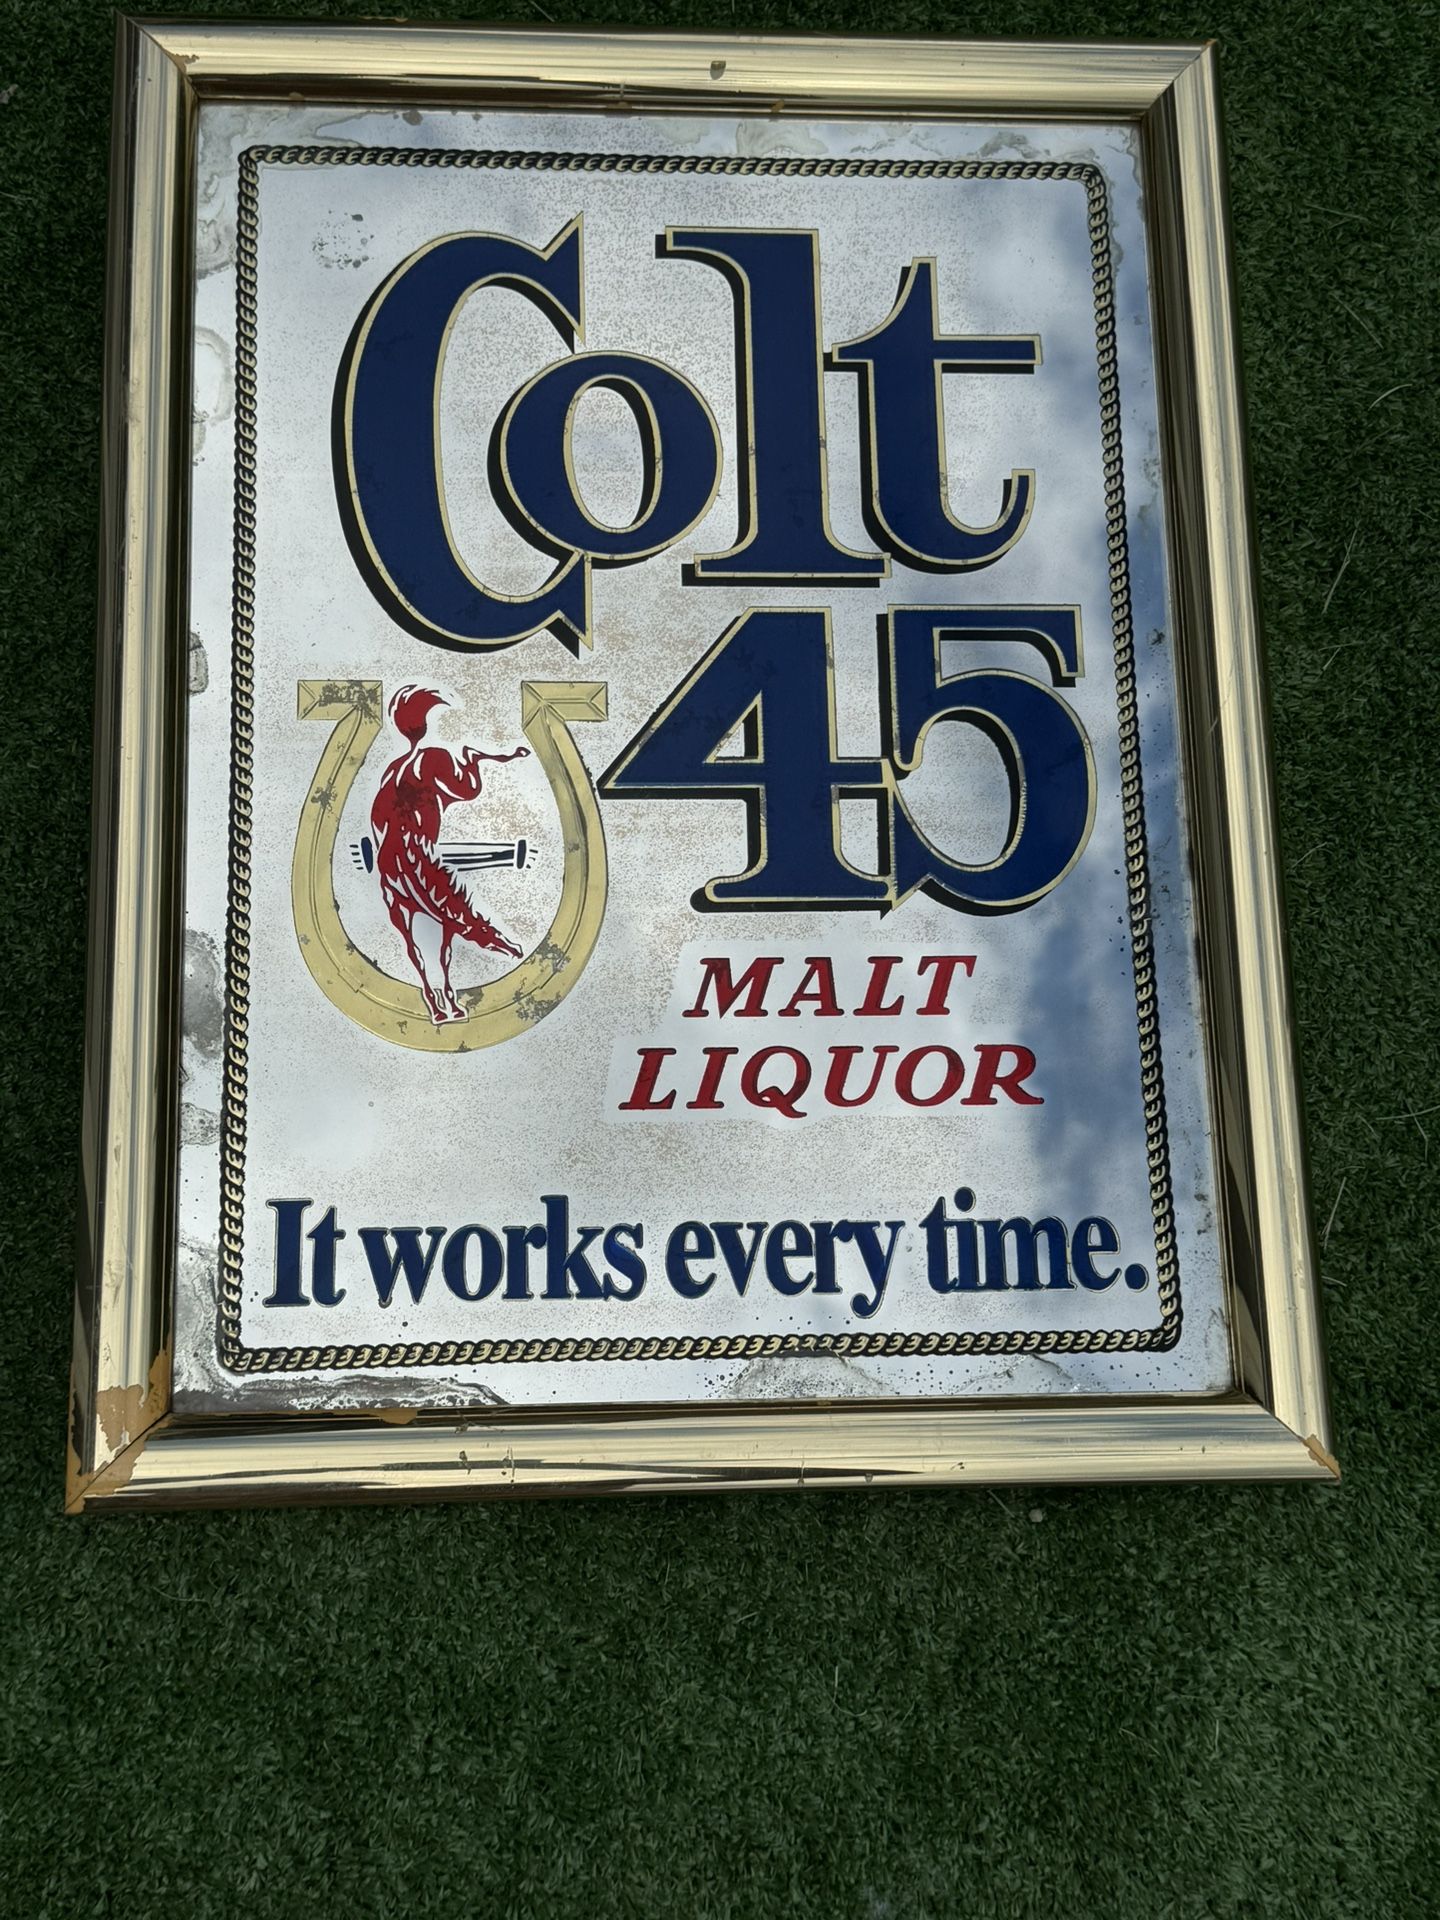 Colt
45
MALT
LIQUOR
It works every time.